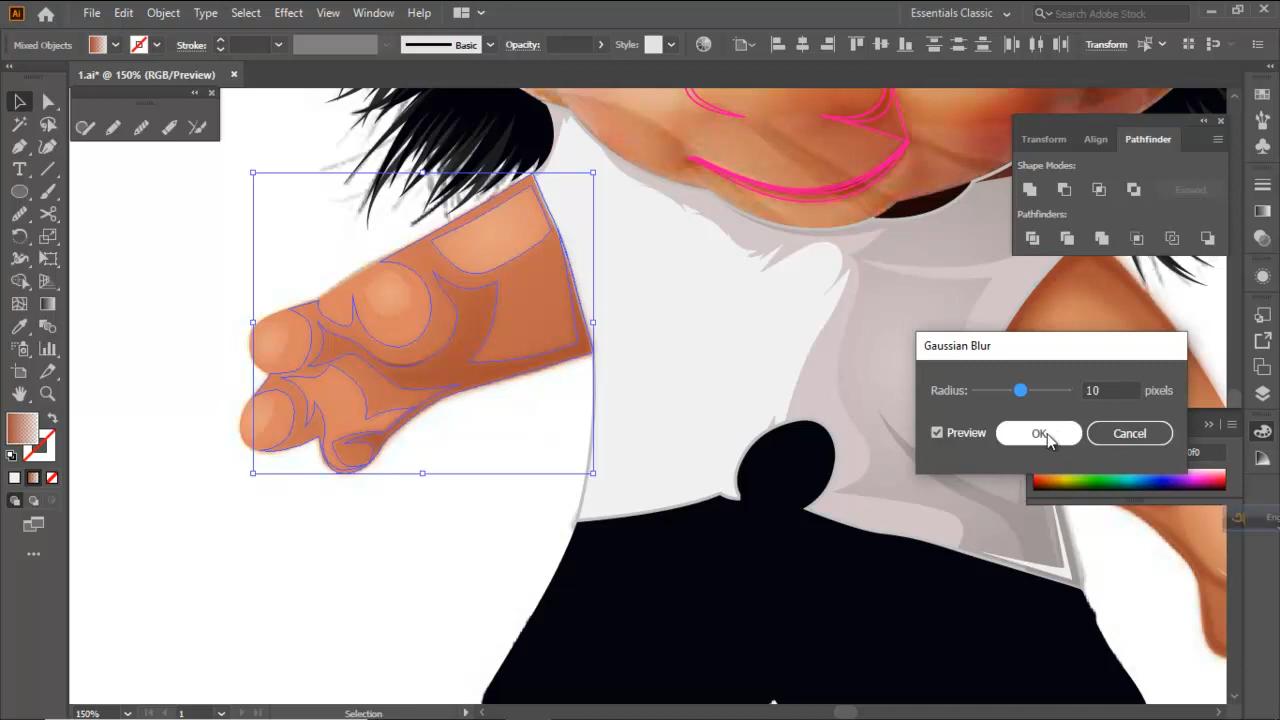 Ai File Edit Object Type Select Effect View Window Help Essentials Classic Search Adobe Stock
Mixed Objects Stroke: Basic Opacity: Style: Transform
1.ai* @ 150% (RGB/Preview)
Transform Align Pathfinder
Shape Modes:
Expand
Pathfinders:
Gaussian Blur
Radius: 10 pixels
Preview OK Cancel
150% 1 Selection